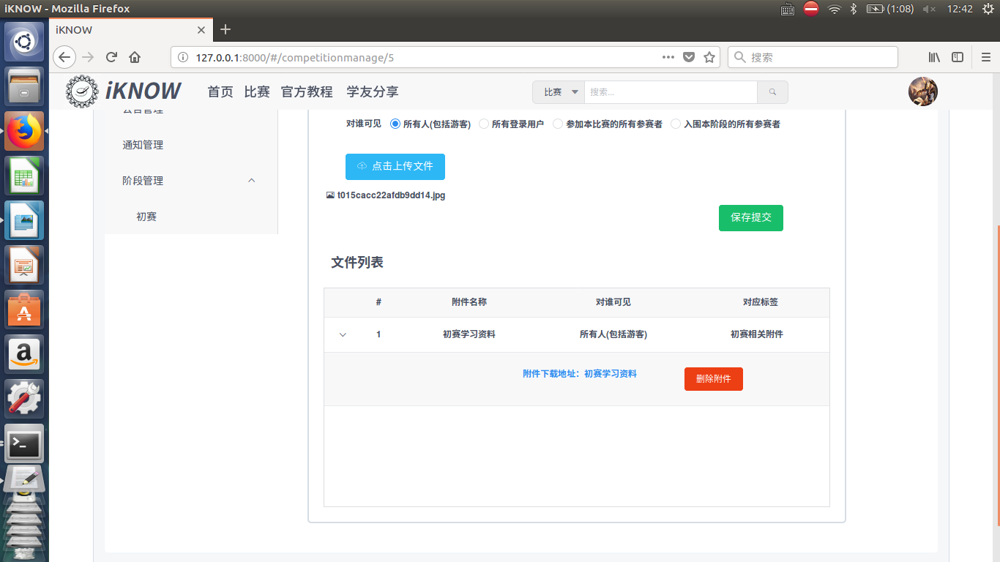 iKNOW - Mozilla Firefox
(1:08)
12:42
iKNOW
127.0.0.1:8000/#/competitionmanage/5
搜索
iKNOW
首页 比赛 官方教程 学友分享
比赛
搜索...
公告管理
通知管理
阶段管理
初赛
对谁可见 所有人(包括游客) 所有登录用户 参加本比赛的所有参赛者 入围本阶段的所有参赛者
点击上传文件
t015cacc22afdb9dd14.jpg
保存提交
文件列表
# 附件名称 对谁可见 对应标签
1 初赛学习资料 所有人(包括游客) 初赛相关附件
附件下载地址：初赛学习资料
删除附件